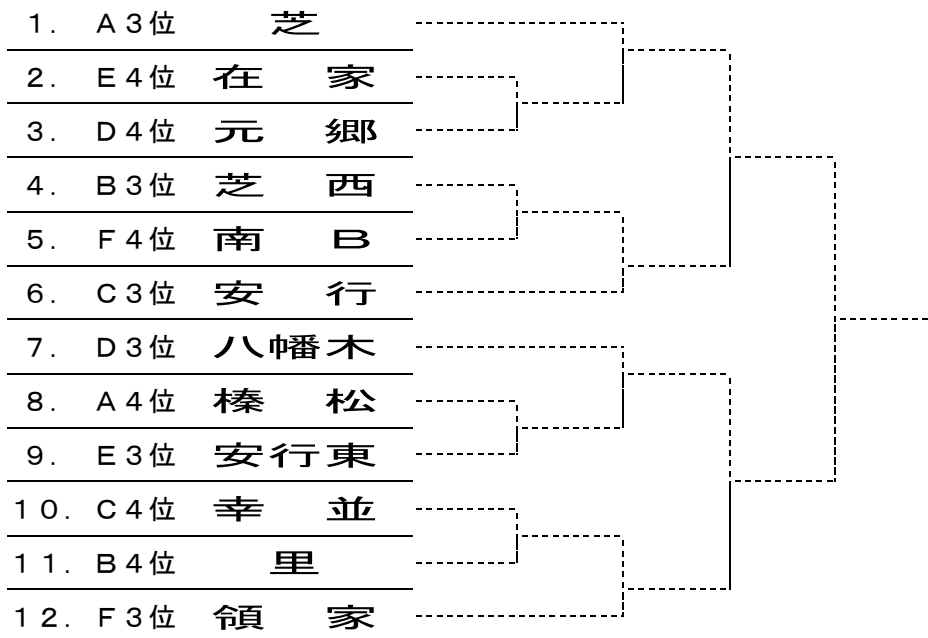 1. A3位 芝
2. E4位 在家
3. D4位 元郷
4. B3位 芝西
5. F4位 南B
6. C3位 安行
7. D3位 八幡木
8. A4位 榛松
9. E3位 安行東
10. C4位 幸並
11. B4位 里
12. F3位 領家